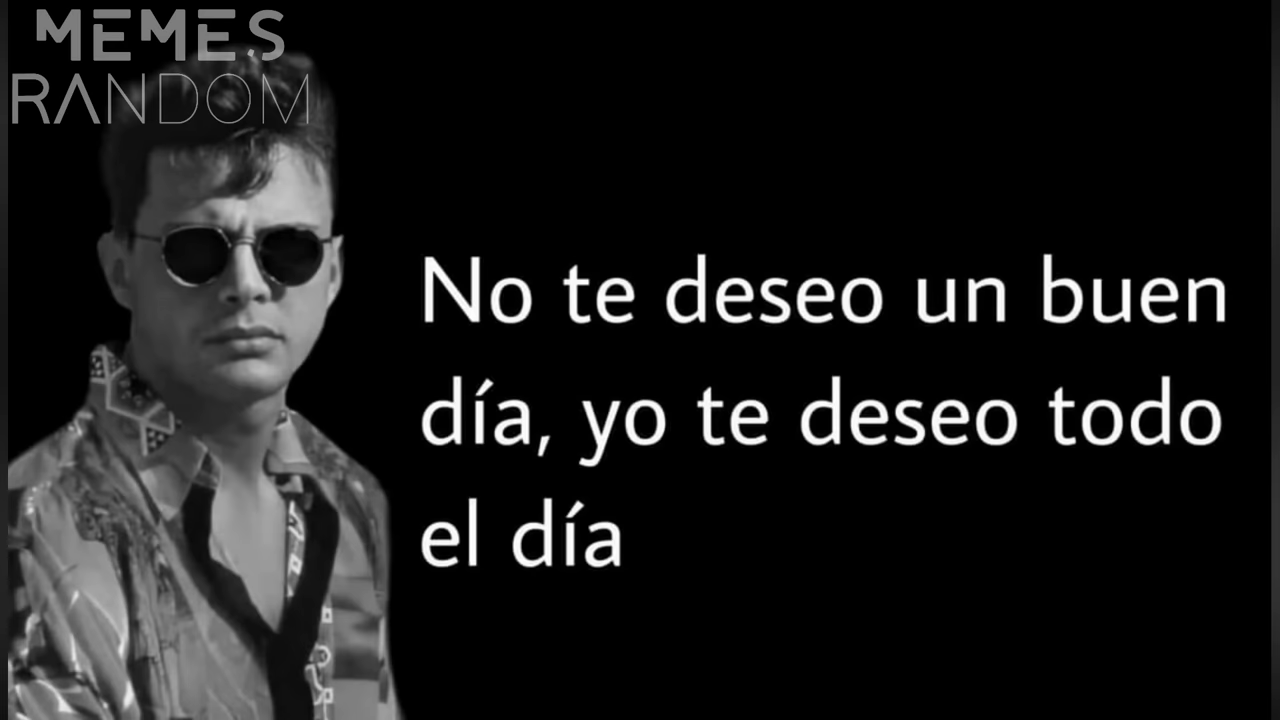 MEMES
RANDOM
No te deseo un buen
día, yo te deseo todo
el día